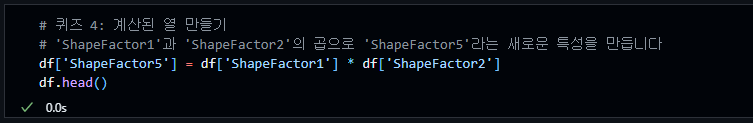 # 퀴즈 4: 계산된 열 만들기
# 'ShapeFactor1'과 'ShapeFactor2'의 곱으로 'ShapeFactor5'라는 새로운 특성을 만듭니다
df['ShapeFactor5'] = df['ShapeFactor1'] * df['ShapeFactor2']
df.head()
0.0s